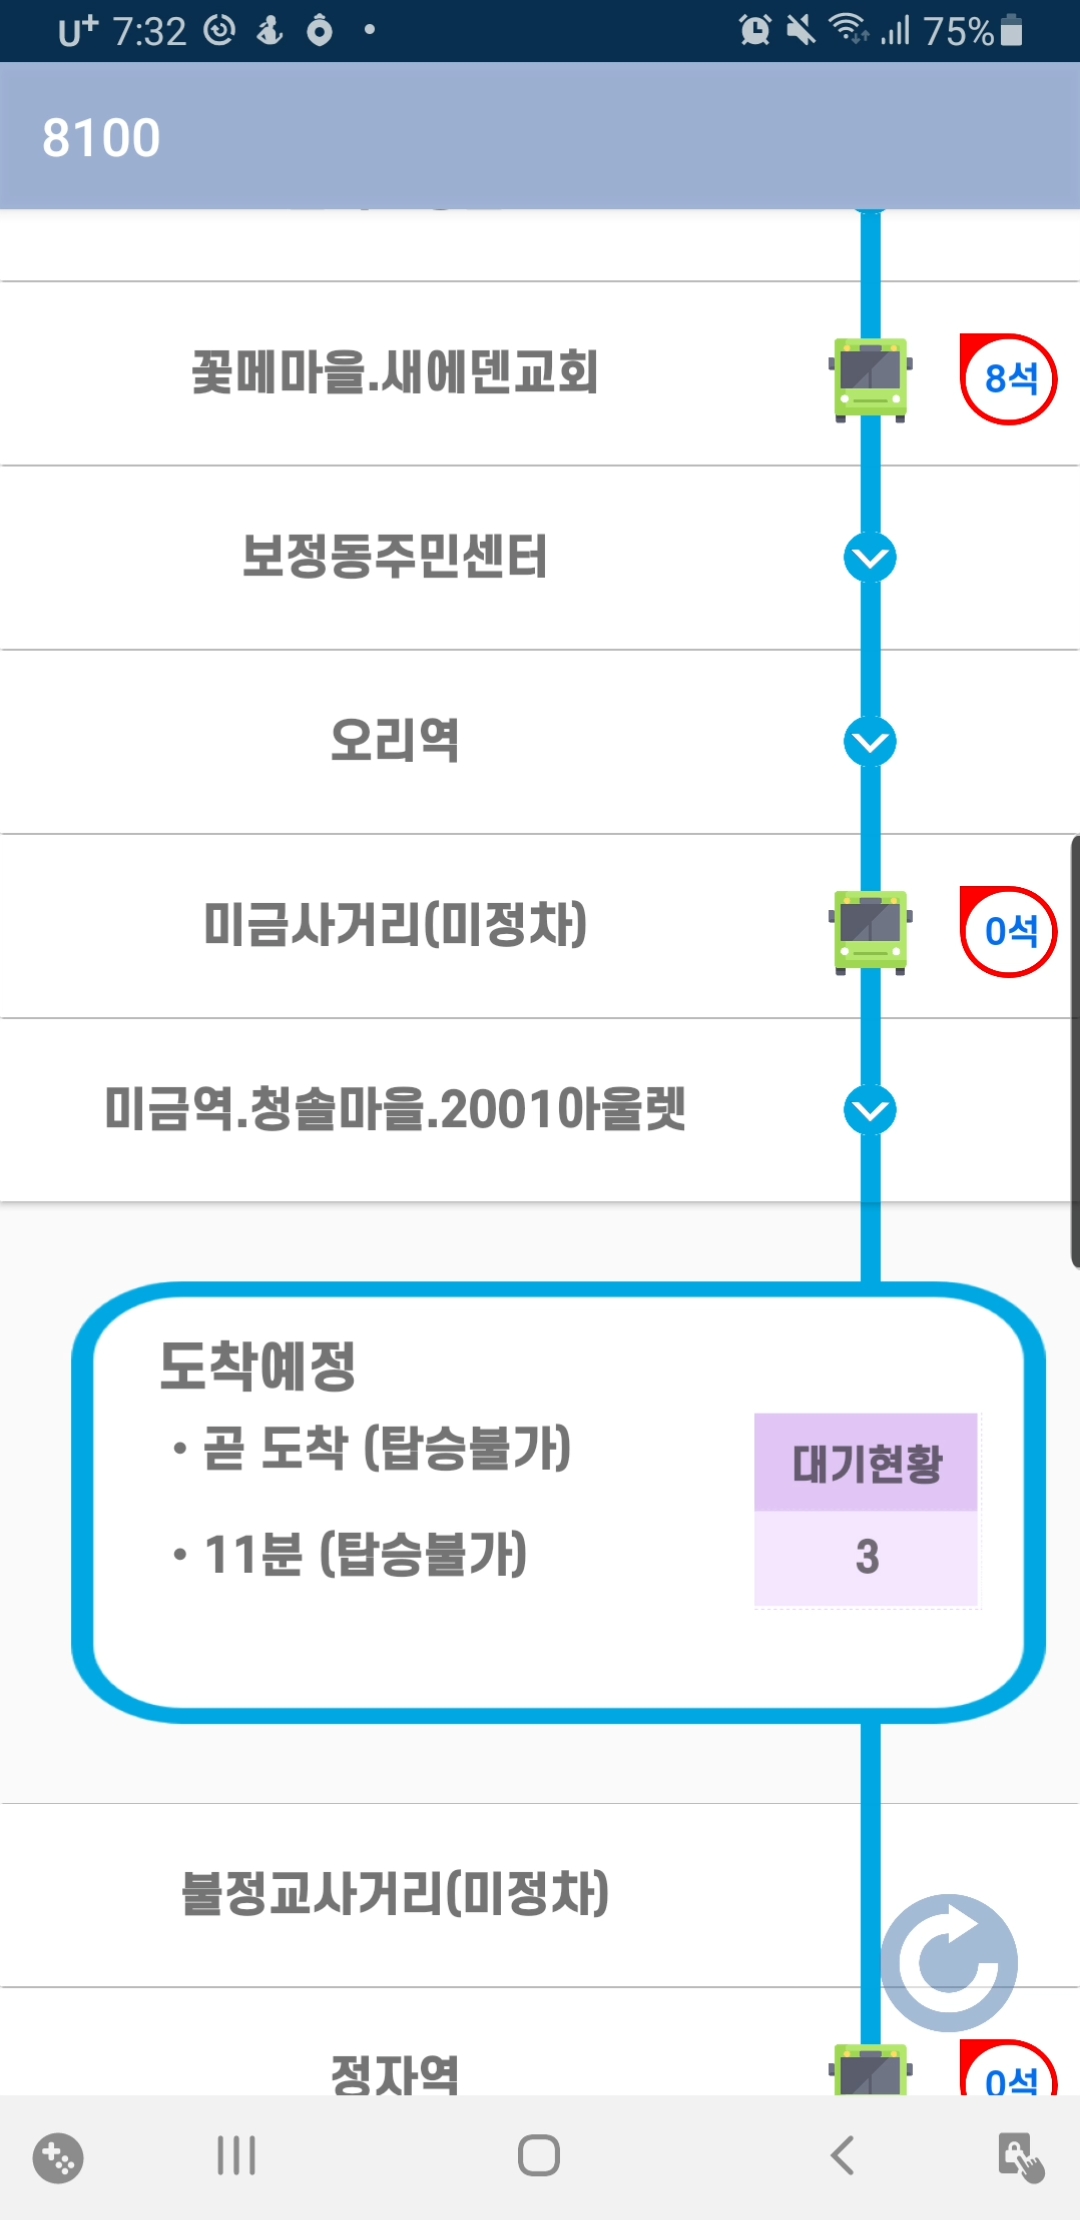 U+ 7:32 75%
8100
꽃메마을.새에덴교회
8석
보정동주민센터
오리역
미금사거리(미정차)
0석
미금역.청솔마을.2001아울렛
도착예정
• 곧 도착 (탑승불가)
• 11분 (탑승불가)
대기현황
3
불정교사거리(미정차)
정자역
0석